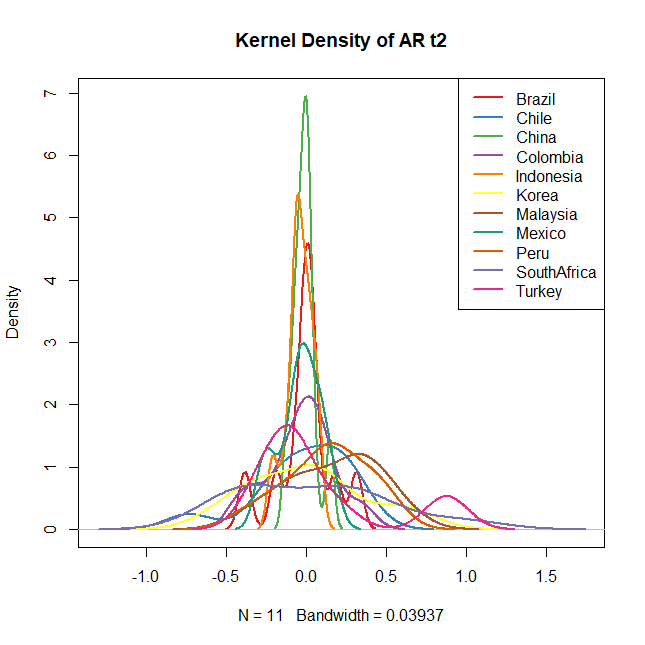 Kernel Density of AR t2
Brazil
Chile
China
Colombia
Indonesia
Korea
Malaysia
Mexico
Peru
SouthAfrica
Turkey
Density
7
6
5
4
3
2
1
0
-1.0 -0.5 0.0 0.5 1.0 1.5
N = 11 Bandwidth = 0.03937